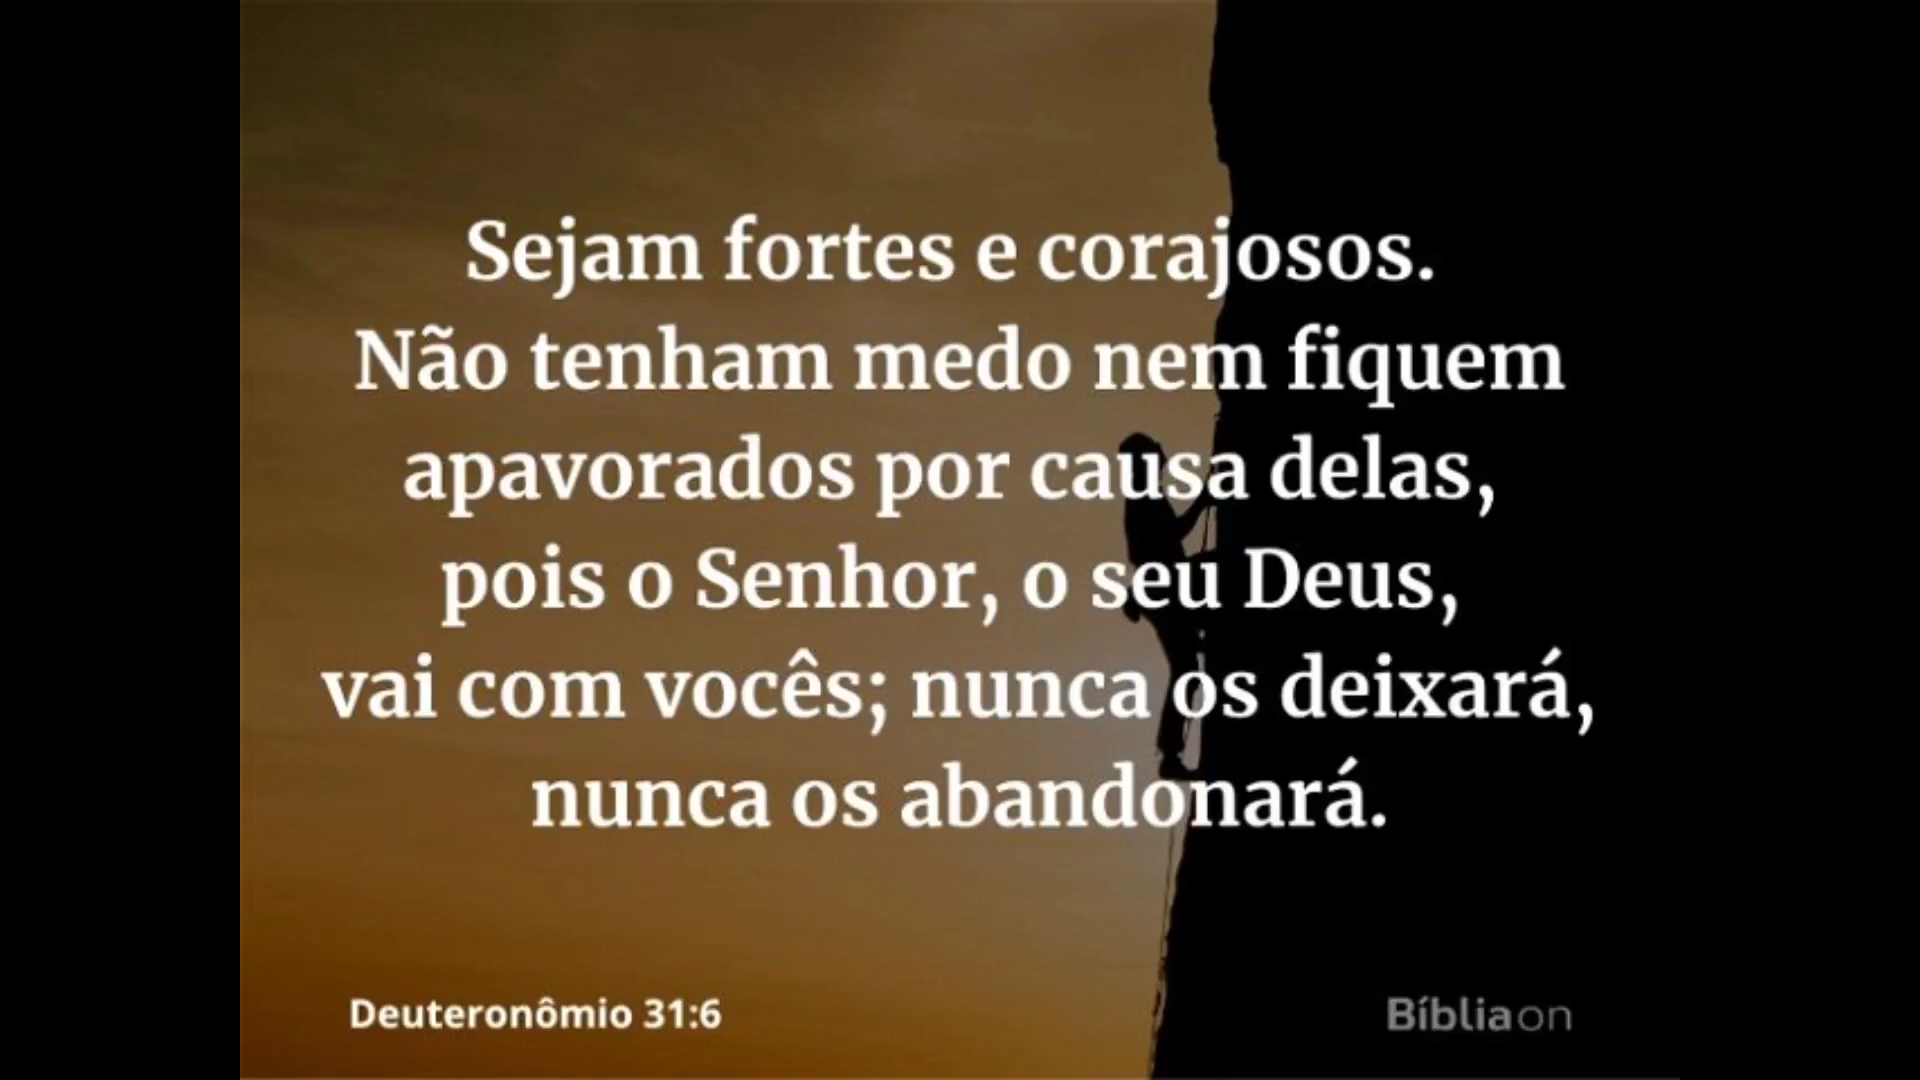 Sejam fortes e corajosos.
Não tenham medo nem fiquem
apavorados por causa delas,
pois o Senhor, o seu Deus,
vai com vocês; nunca os deixará,
nunca os abandonará.
Deuteronômio 31:6
Bíbliaon